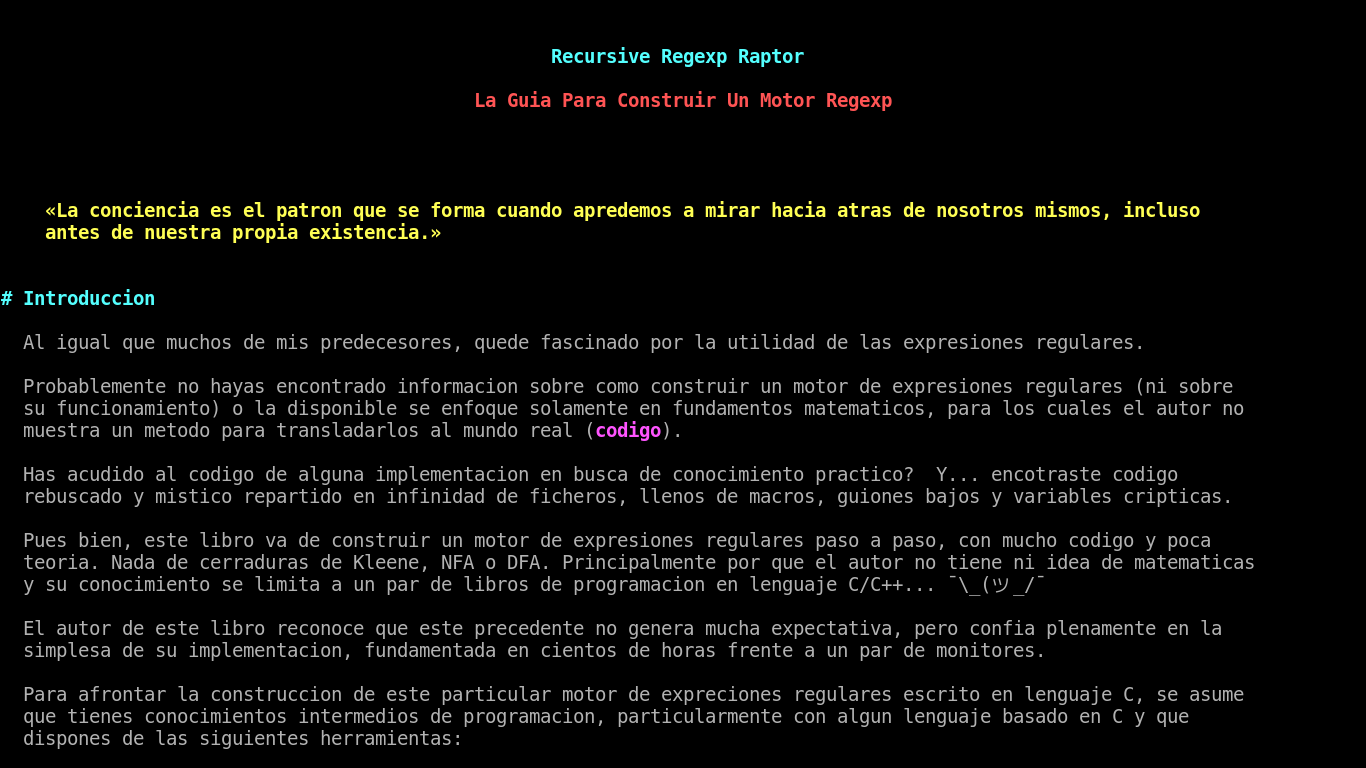 Recursive Regexp Raptor
La Guia Para Construir Un Motor Regexp
«La conciencia es el patron que se forma cuando apredemos a mirar hacia atras de nosotros mismos, incluso
antes de nuestra propia existencia.»
# Introduccion
Al igual que muchos de mis predecesores, quede fascinado por la utilidad de las expresiones regulares.
Probablemente no hayas encontrado informacion sobre como construir un motor de expresiones regulares (ni sobre
su funcionamiento) o la disponible se enfoque solamente en fundamentos matematicos, para los cuales el autor no
muestra un metodo para transladarlos al mundo real (codigo).
Has acudido al codigo de alguna implementacion en busca de conocimiento practico?  Y... encotraste codigo
rebuscado y mistico repartido en infinidad de ficheros, llenos de macros, guiones bajos y variables cripticas.
Pues bien, este libro va de construir un motor de expresiones regulares paso a paso, con mucho codigo y poca
teoria. Nada de cerraduras de Kleene, NFA o DFA. Principalmente por que el autor no tiene ni idea de matematicas
y su conocimiento se limita a un par de libros de programacion en lenguaje C/C++... ¯\_(ツ_/¯
El autor de este libro reconoce que este precedente no genera mucha expectativa, pero confia plenamente en la
simplesa de su implementacion, fundamentada en cientos de horas frente a un par de monitores.
Para afrontar la construccion de este particular motor de expreciones regulares escrito en lenguaje C, se asume
que tienes conocimientos intermedios de programacion, particularmente con algun lenguaje basado en C y que
dispones de las siguientes herramientas: